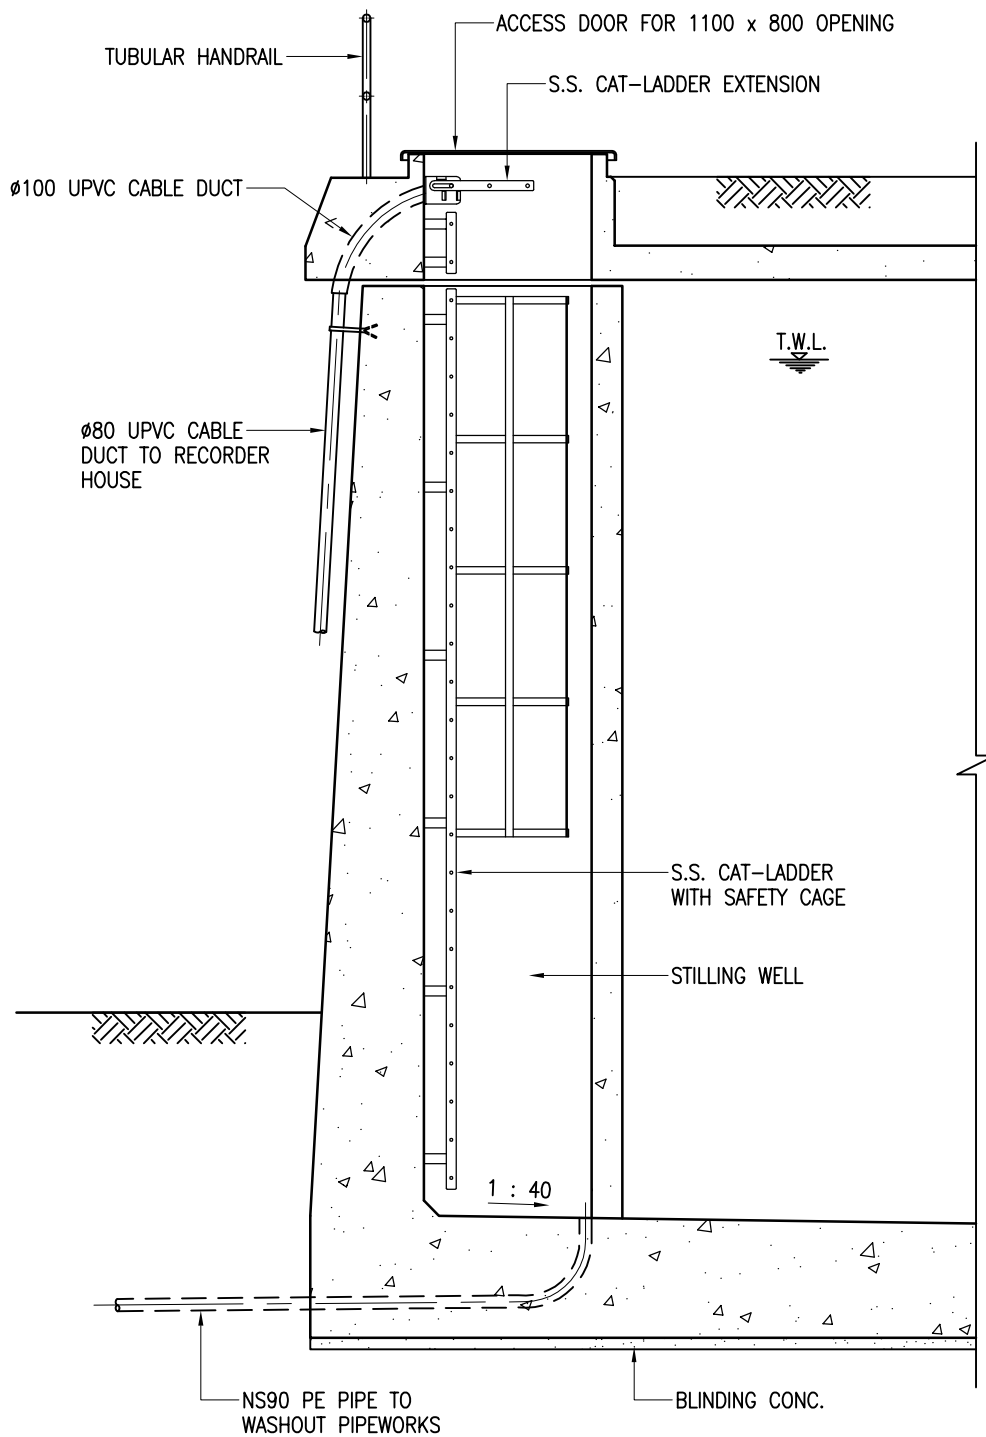 ACCESS DOOR FOR 1100 x 800 OPENING
TUBULAR HANDRAIL
S.S. CAT-LADDER EXTENSION
ø100 UPVC CABLE DUCT
T.W.L.
ø80 UPVC CABLE
DUCT TO RECORDER
HOUSE
S.S. CAT-LADDER
WITH SAFETY CAGE
STILLING WELL
1 : 40
NS90 PE PIPE TO
WASHOUT PIPEWORKS
BLINDING CONC.